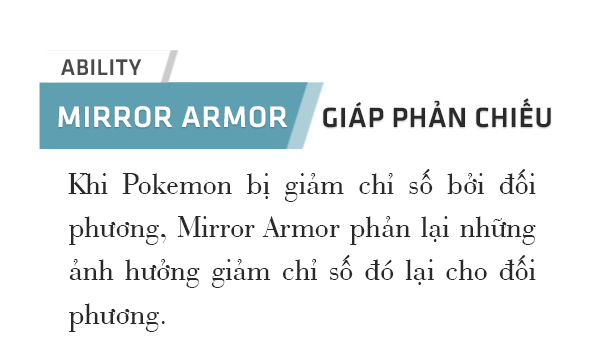 ABILITY
MIRROR ARMOR GIÁP PHẢN CHIẾU
Khi Pokemon bị giảm chỉ số bởi đối
phương, Mirror Armor phản lại những
ảnh hưởng giảm chỉ số đó lại cho đối
phương.